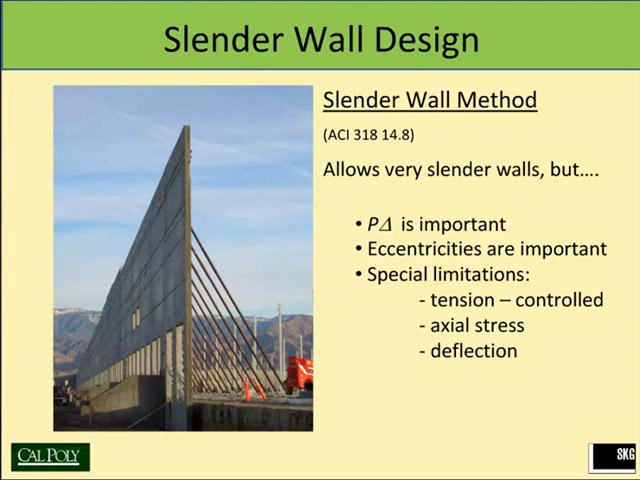 Slender Wall Design
Slender Wall Method
(ACI 318 14.8)
Allows very slender walls, but….
• PΔ is important
• Eccentricities are important
• Special limitations:
- tension – controlled
- axial stress
- deflection
CAL POLY
SKG